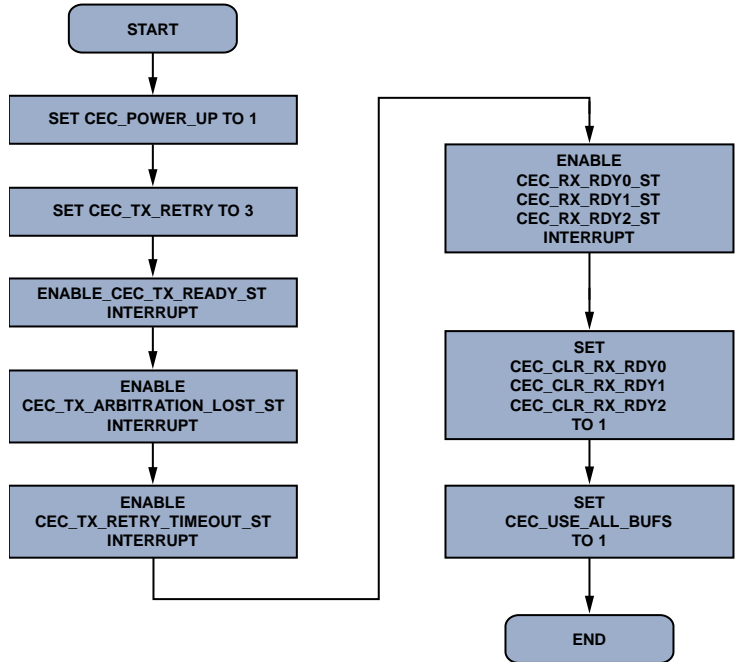 START
SET CEC_POWER_UP TO 1
SET CEC_TX_RETRY TO 3
ENABLE_CEC_TX_READY_ST
INTERRUPT
ENABLE
CEC_TX_ARBITRATION_LOST_ST
INTERRUPT
ENABLE
CEC_TX_RETRY_TIMEOUT_ST
INTERRUPT
ENABLE
CEC_RX_RDY0_ST
CEC_RX_RDY1_ST
CEC_RX_RDY2_ST
INTERRUPT
SET
CEC_CLR_RX_RDY0
CEC_CLR_RX_RDY1
CEC_CLR_RX_RDY2
TO 1
SET
CEC_USE_ALL_BUFS
TO 1
END